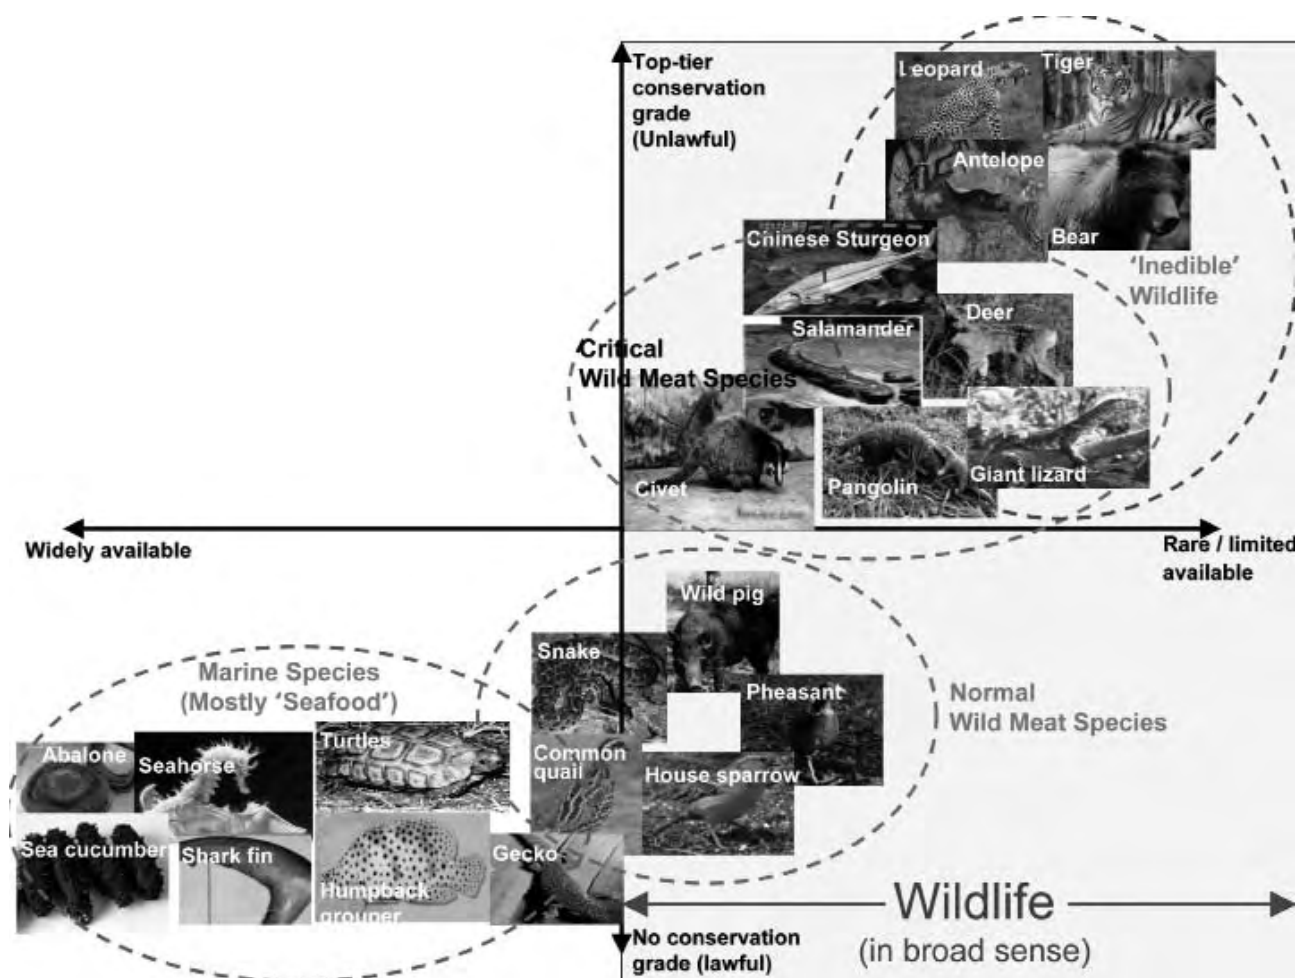 Top-tier
conservation
grade
(Unlawful)
Leopard
Tiger
Antelope
Bear
Chinese Sturgeon
'Inedible'
Wildlife
Deer
Salamander
Critical
Wild Meat Species
Civet
Pangolin
Giant lizard
Widely available
Rare / limited
available
Wild pig
Snake
Marine Species
(Mostly 'Seafood')
Pheasant
Normal
Wild Meat Species
Abalone
Seahorse
Turtles
Common
quail
House sparrow
Sea cucumber
Shark fin
Humpback
grouper
Gecko
Wildlife
(in broad sense)
No conservation
grade (lawful)